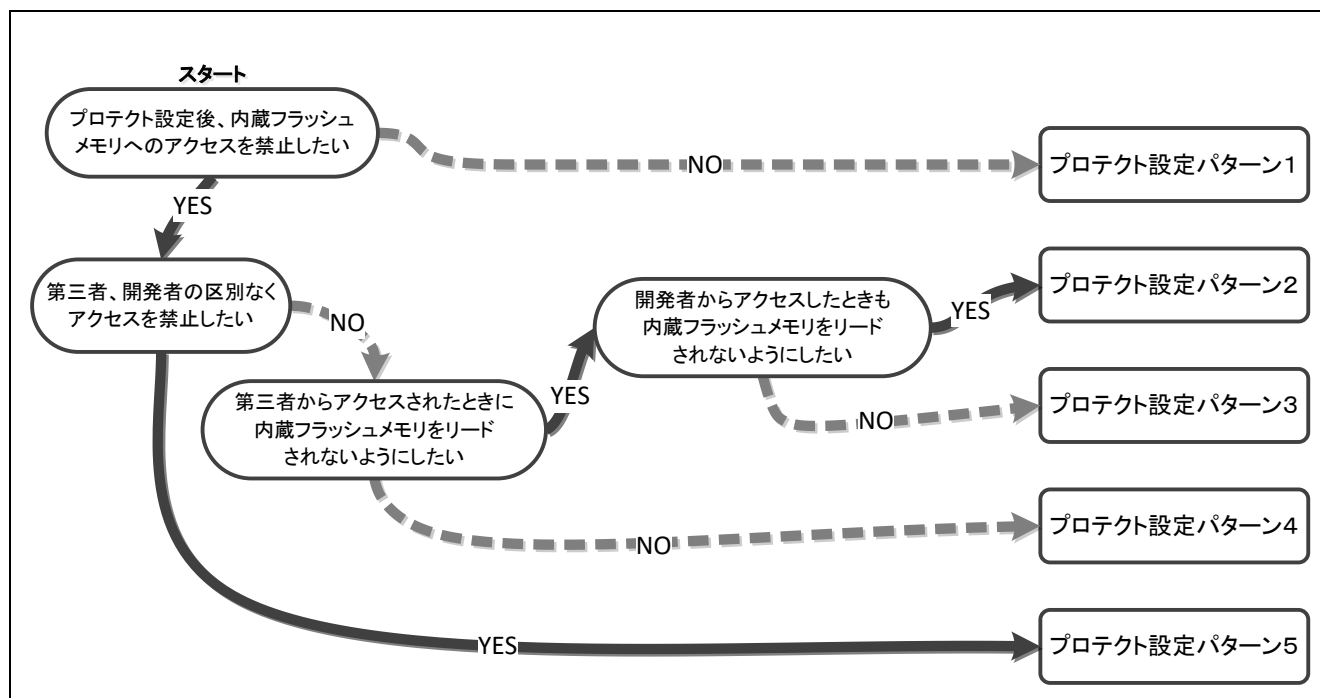 スタート
プロテクト設定後、内蔵フラッシュ
メモリへのアクセスを禁止したい
NO
プロテクト設定パターン1
YES
第三者、開発者の区別なく
アクセスを禁止したい
NO
第三者からアクセスされたときに
内蔵フラッシュメモリをリード
されないようにしたい
YES
開発者からアクセスしたときも
内蔵フラッシュメモリをリード
されないようにしたい
YES
プロテクト設定パターン2
NO
プロテクト設定パターン3
NO
プロテクト設定パターン4
YES
プロテクト設定パターン5